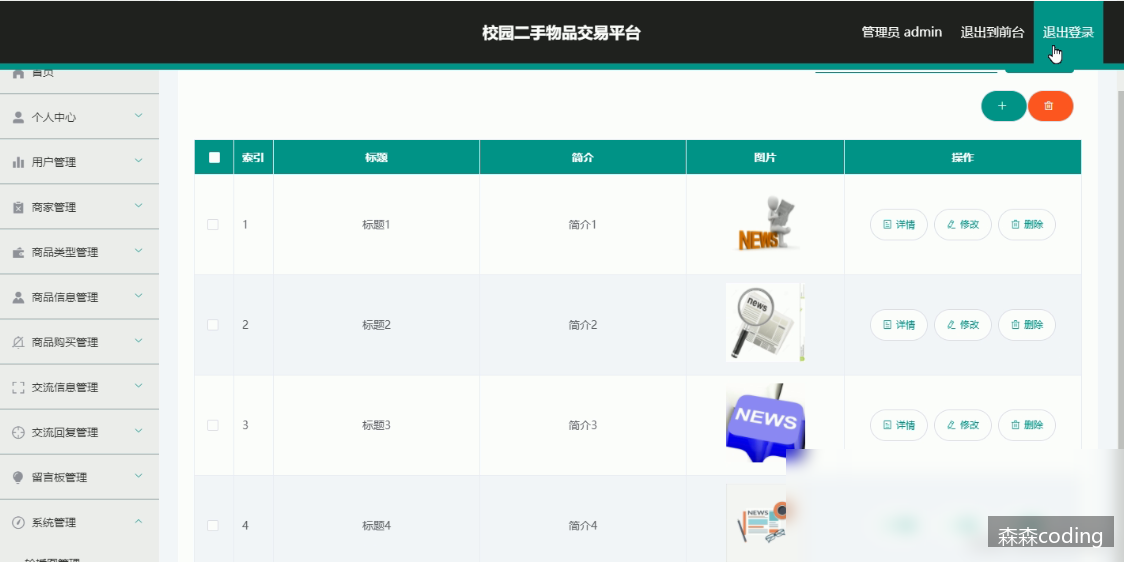 校园二手物品交易平台
管理员 admin
退出到前台
退出登录
首页
个人中心
用户管理
商家管理
商品类型管理
商品信息管理
商品购买管理
交流信息管理
交流回复管理
留言板管理
系统管理
索引 标题 简介 图片 操作
1 标题1 简介1 NEWS 详情 修改 删除
2 标题2 简介2 news 详情 修改 删除
3 标题3 简介3 NEWS 详情 修改 删除
4 标题4 简介4 NEWS
森森coding